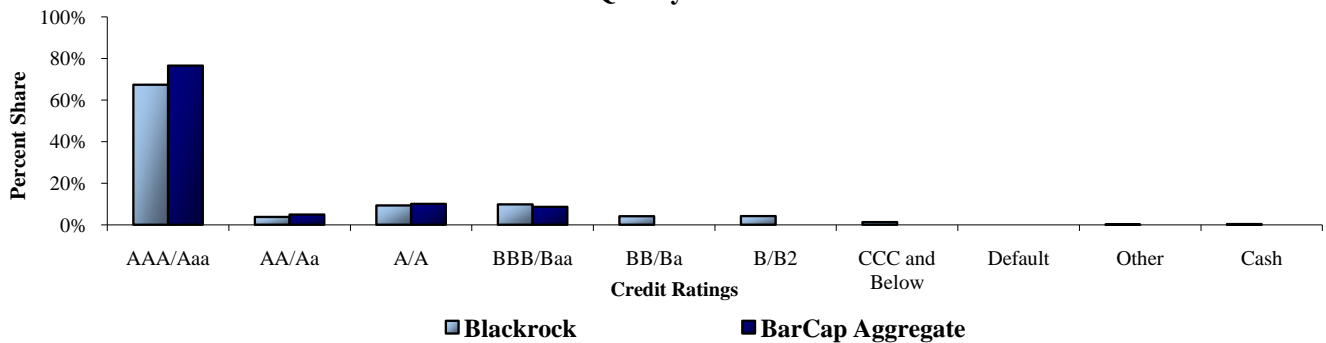 100%
80%
60%
40%
20%
0%
Percent Share
AAA/Aaa AA/Aa A/A BBB/Baa BB/Ba B/B2 CCC and Below Default Other Cash
Credit Ratings
Blackrock BarCap Aggregate